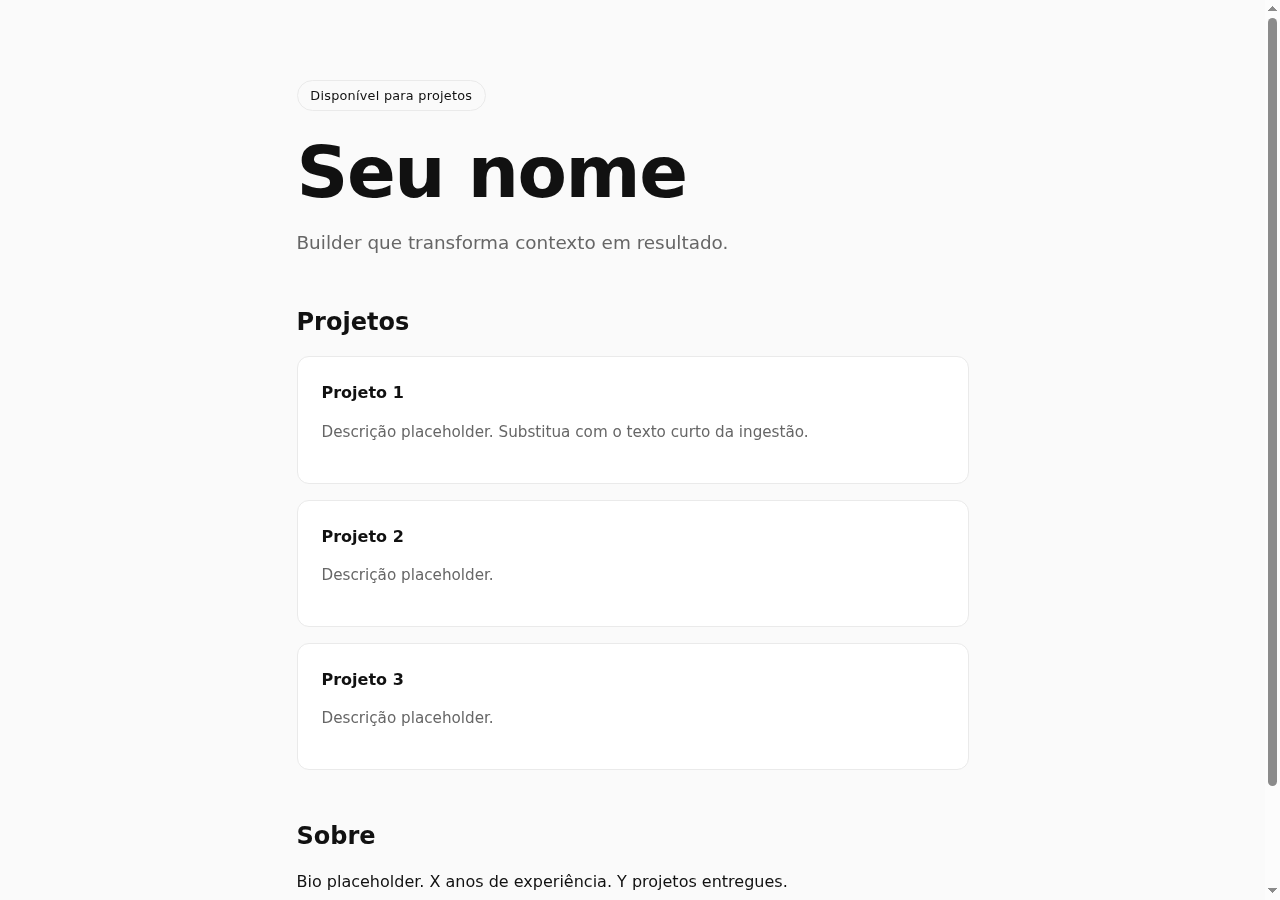 Disponível para projetos
Seu nome
Builder que transforma contexto em resultado.
Projetos
Projeto 1
Descrição placeholder. Substitua com o texto curto da ingestão.
Projeto 2
Descrição placeholder.
Projeto 3
Descrição placeholder.
Sobre
Bio placeholder. X anos de experiência. Y projetos entregues.